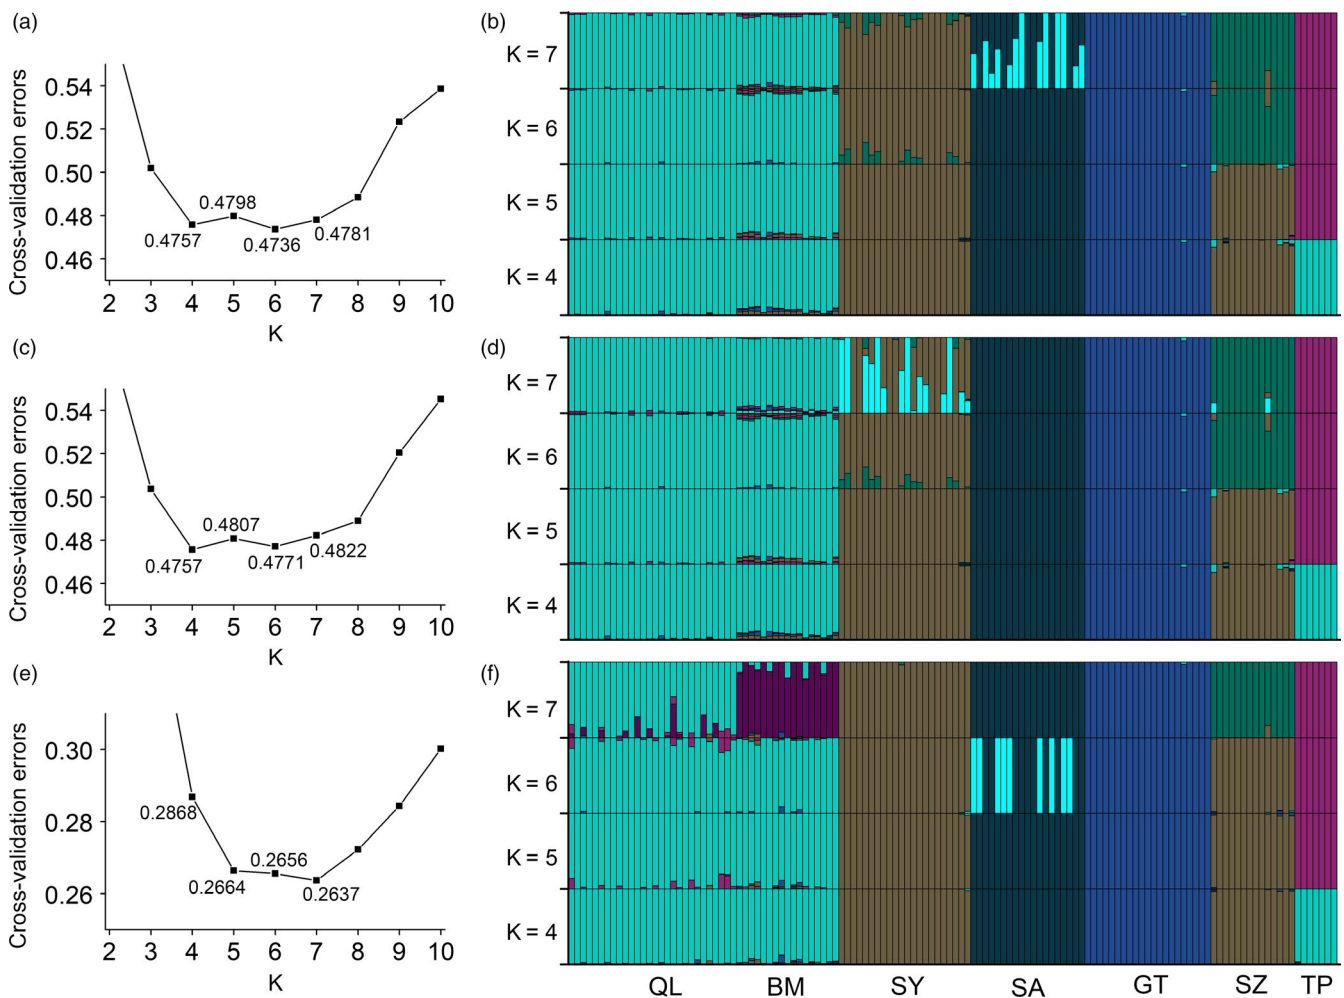 (a)
Cross-validation errors
0.54
0.52
0.50
0.48
0.46
0.4757
0.4798
0.4736
0.4781
2 3 4 5 6 7 8 9 10
K
(b)
K = 7
K = 6
K = 5
K = 4
(c)
Cross-validation errors
0.54
0.52
0.50
0.48
0.46
0.4757
0.4807
0.4771
0.4822
2 3 4 5 6 7 8 9 10
K
(d)
K = 7
K = 6
K = 5
K = 4
(e)
Cross-validation errors
0.30
0.28
0.26
0.2868
0.2664
0.2656
0.2637
2 3 4 5 6 7 8 9 10
K
(f)
K = 7
K = 6
K = 5
K = 4
QL BM SY SA GT SZ TP